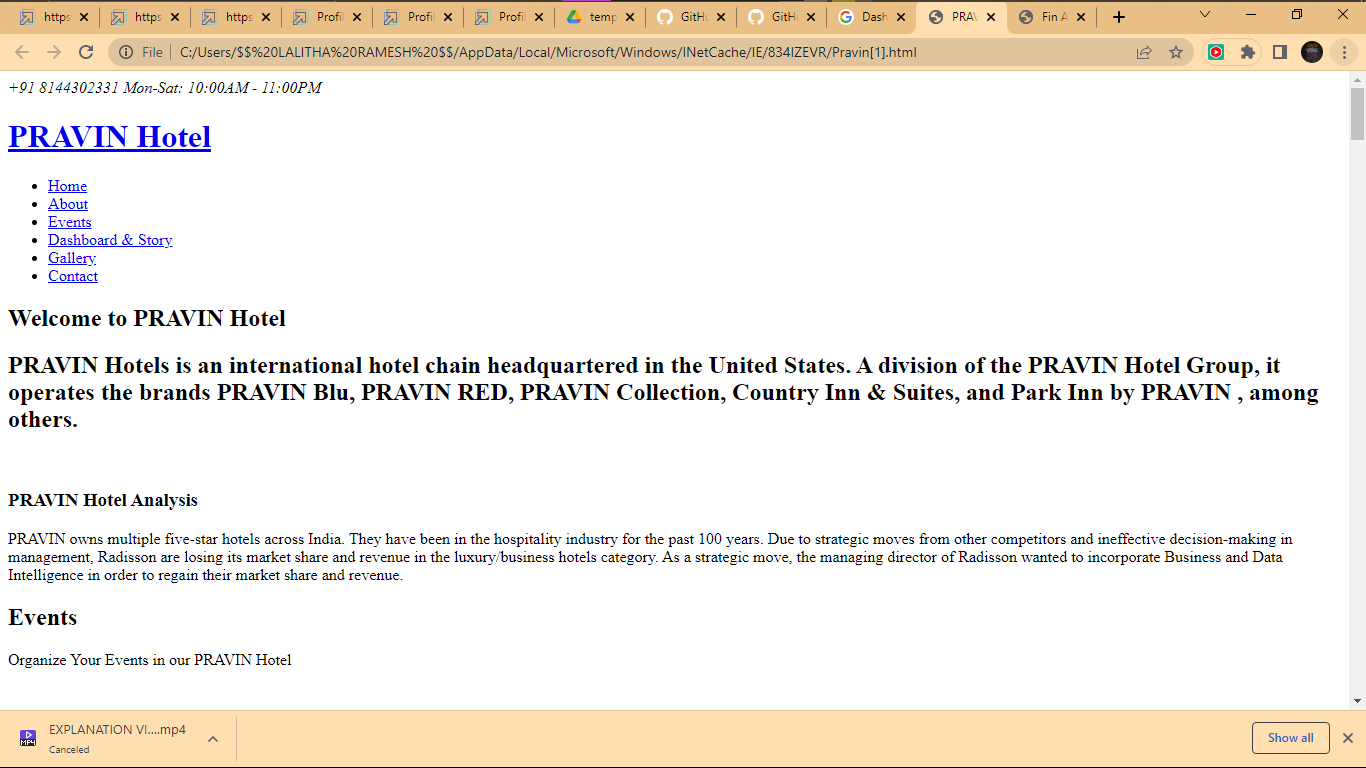 https
https
https
Profil
Profil
Profil
temp
GitHu
GitHu
Dash
PRAV
Fin A
File | C:/Users/$$%20LALITHA%20RAMESH%20$$/AppData/Local/Microsoft/Windows/INetCache/IE/834IZEVR/Pravin[1].html
+91 8144302331 Mon-Sat: 10:00AM - 11:00PM
PRAVIN Hotel
• Home
• About
• Events
• Dashboard & Story
• Gallery
• Contact
Welcome to PRAVIN Hotel
PRAVIN Hotels is an international hotel chain headquartered in the United States. A division of the PRAVIN Hotel Group, it
operates the brands PRAVIN Blu, PRAVIN RED, PRAVIN Collection, Country Inn & Suites, and Park Inn by PRAVIN , among
others.
PRAVIN Hotel Analysis
PRAVIN owns multiple five-star hotels across India. They have been in the hospitality industry for the past 100 years. Due to strategic moves from other competitors and ineffective decision-making in
management, Radisson are losing its market share and revenue in the luxury/business hotels category. As a strategic move, the managing director of Radisson wanted to incorporate Business and Data
Intelligence in order to regain their market share and revenue.
Events
Organize Your Events in our PRAVIN Hotel
EXPLANATION VI....mp4
Canceled
MP4
Show all